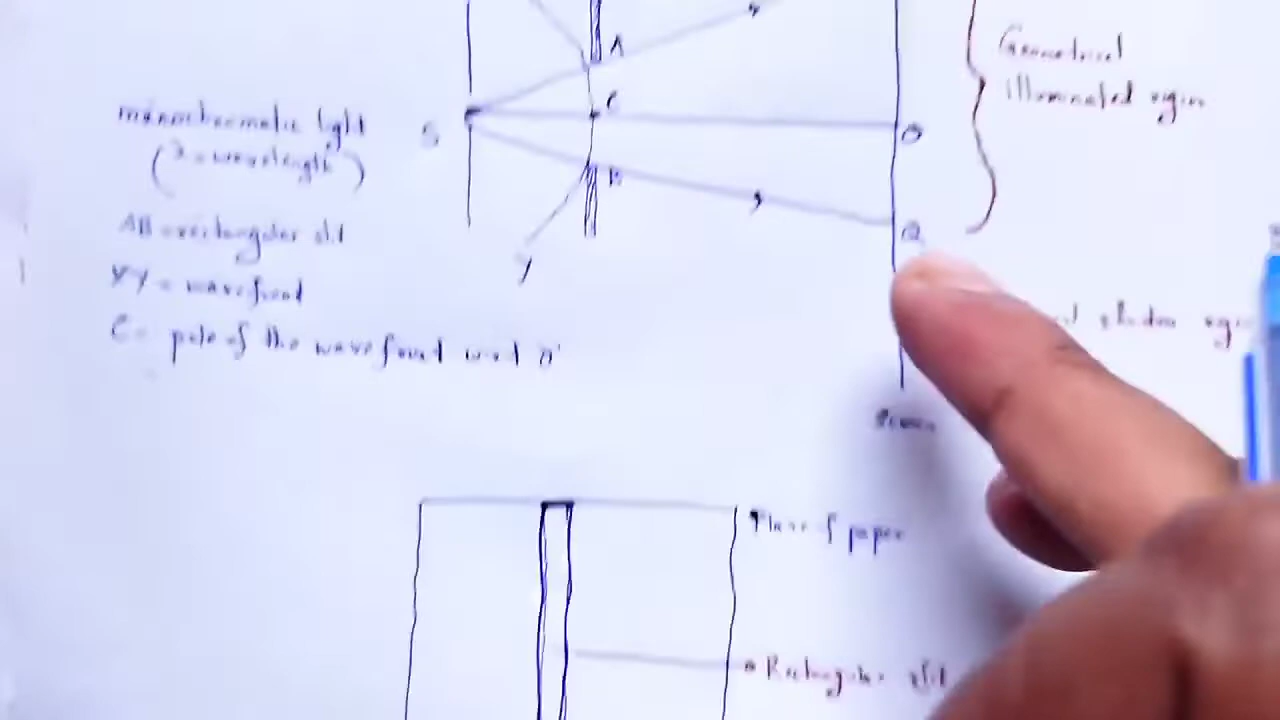 A
Geometrical
illuminated region
C
monochromatic light
S
O
(λ = wavelength)
B
AB = rectangular slit
Q
Y
XY = wavefront
shadow
C = pole of the wavefront w.r.t 'O'
Screen
Plane of paper
Rectangular slit